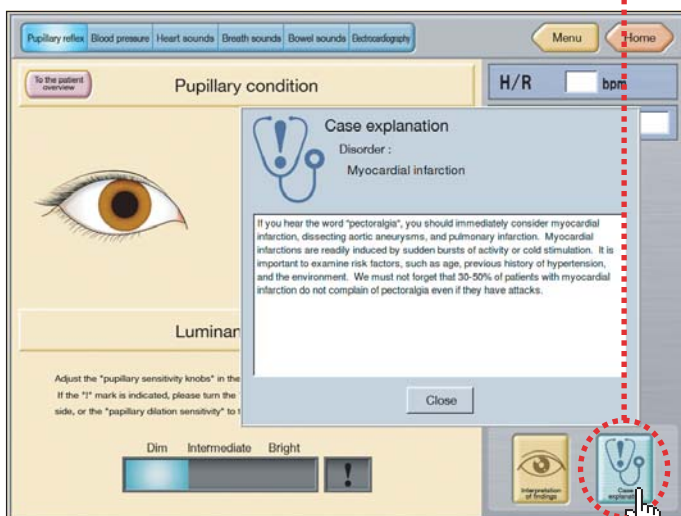 Pupillary reflex Blood pressure Heart sounds Breath sounds Bowel sounds Electrocardiography Menu Home
To the patient
overview
Pupillary condition
H/R bpm
Case explanation
Disorder :
Myocardial infarction
If you hear the word "pectoralgia", you should immediately consider myocardial
infarction, dissecting aortic aneurysms, and pulmonary infarction. Myocardial
infarctions are readily induced by sudden bursts of activity or cold stimulation. It is
important to examine risk factors, such as age, previous history of hypertension,
and the environment. We must not forget that 30-50% of patients with myocardial
infarction do not complain of pectoralgia even if they have attacks.
Close
Luminan
Adjust the "pupillary sensitivity knobs" in the
If the "!" mark is indicated, please turn the
side, or the "papillary dilation sensitivity" to
Dim Intermediate Bright
!
Interpretation
of findings
Case
explanation